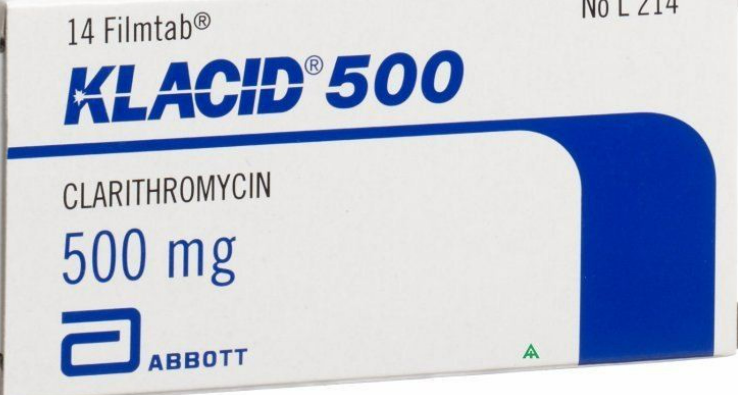 14 Filmtab®
No L 214
KLACID® 500
CLARITHROMYCIN
500 mg
ABBOTT